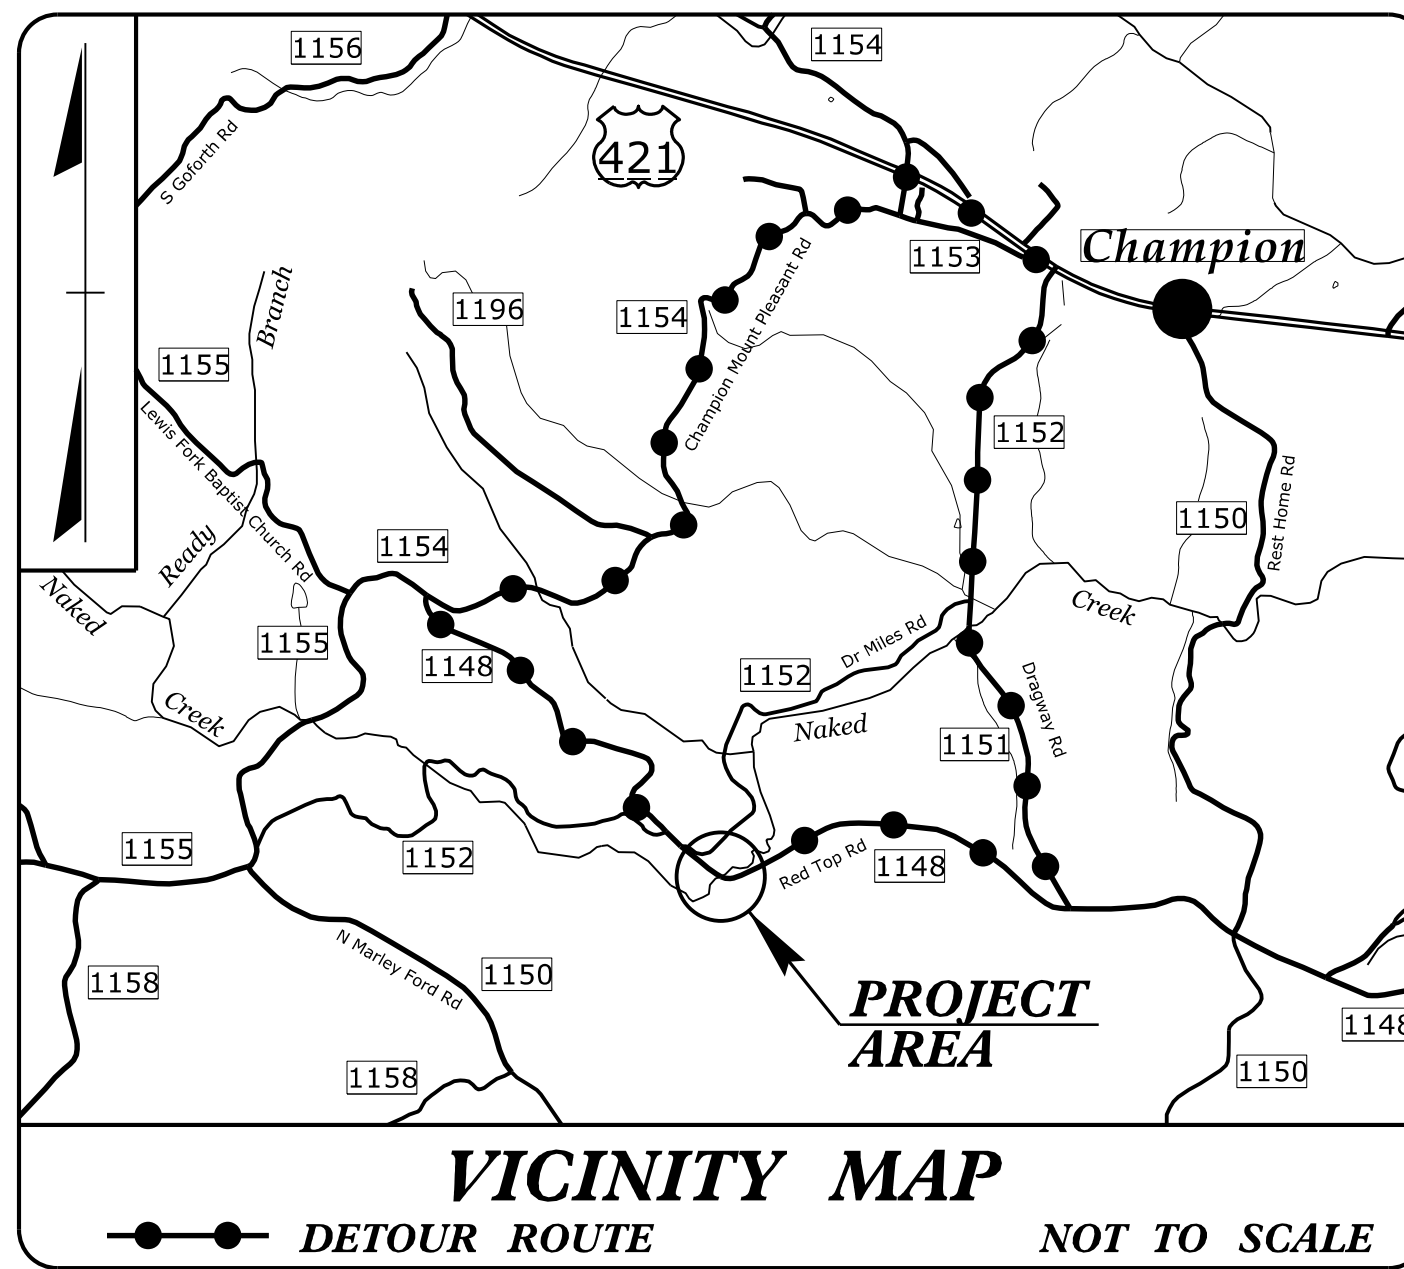 1156
1154
S Goforth Rd
421
1153
Champion
Branch
1196
1154
Champion Mount Pleasant Rd
1155
Lewis Fork Baptist Church Rd
1152
1150
Rest Home Rd
Ready
1154
Naked
Creek
1155
1148
Dr Miles Rd
1152
Dragway Rd
Creek
Naked
1151
1155
1152
Red Top Rd
1148
N Marley Ford Rd
1158
1150
PROJECT
AREA
1148
1158
1150
VICINITY MAP
DETOUR ROUTE
NOT TO SCALE